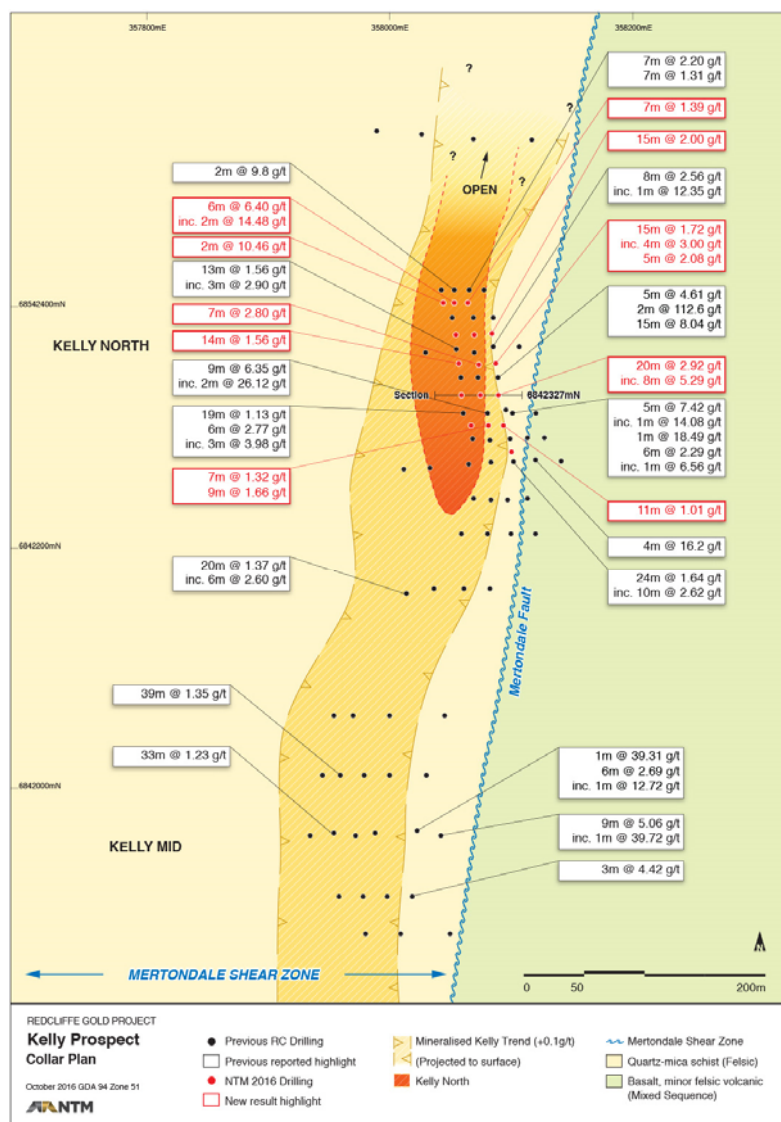 357800mE
358000mE
358200mE
7m @ 2.20 g/t
7m @ 1.31 g/t
7m @ 1.39 g/t
15m @ 2.00 g/t
8m @ 2.56 g/t
inc. 1m @ 12.35 g/t
15m @ 1.72 g/t
inc. 4m @ 3.00 g/t
5m @ 2.08 g/t
5m @ 4.61 g/t
2m @ 112.6 g/t
15m @ 8.04 g/t
20m @ 2.92 g/t
inc. 8m @ 5.29 g/t
5m @ 7.42 g/t
inc. 1m @ 14.08 g/t
1m @ 18.49 g/t
6m @ 2.29 g/t
inc. 1m @ 6.56 g/t
11m @ 1.01 g/t
4m @ 16.2 g/t
24m @ 1.64 g/t
inc. 10m @ 2.62 g/t
2m @ 9.8 g/t
6m @ 6.40 g/t
inc. 2m @ 14.48 g/t
2m @ 10.46 g/t
13m @ 1.56 g/t
inc. 3m @ 2.90 g/t
7m @ 2.80 g/t
14m @ 1.56 g/t
9m @ 6.35 g/t
inc. 2m @ 26.12 g/t
19m @ 1.13 g/t
6m @ 2.77 g/t
inc. 3m @ 3.98 g/t
7m @ 1.32 g/t
9m @ 1.66 g/t
20m @ 1.37 g/t
inc. 6m @ 2.60 g/t
39m @ 1.35 g/t
33m @ 1.23 g/t
1m @ 39.31 g/t
6m @ 2.69 g/t
inc. 1m @ 12.72 g/t
9m @ 5.06 g/t
inc. 1m @ 39.72 g/t
3m @ 4.42 g/t
?
?
?
?
OPEN
68542400mN
KELLY NORTH
Section
6842327mN
6842200mN
Mertondale Fault
6842000mN
KELLY MID
MERTONDALE SHEAR ZONE
N
0 50 200m
REDCLIFFE GOLD PROJECT
Kelly Prospect
Collar Plan
October 2016 GDA 94 Zone 51
NTM
Previous RC Drilling
Previous reported highlight
NTM 2016 Drilling
New result highlight
Mineralised Kelly Trend (+0.1g/t)
(Projected to surface)
Kelly North
Mertondale Shear Zone
Quartz-mica schist (Felsic)
Basalt, minor felsic volcanic
(Mixed Sequence)